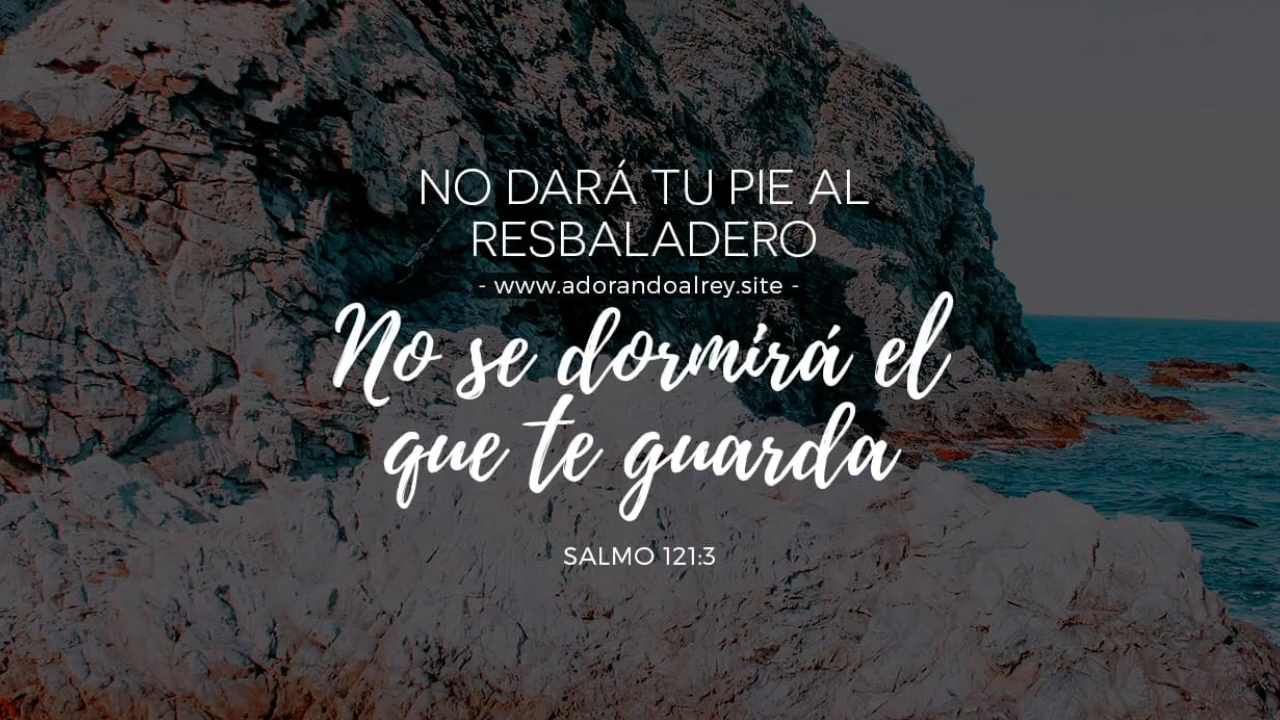 NO DARÁ TU PIE AL
RESBALADERO
- www.adorandoalrey.site -
No se dormirá el
que te guarda
SALMO 121:3